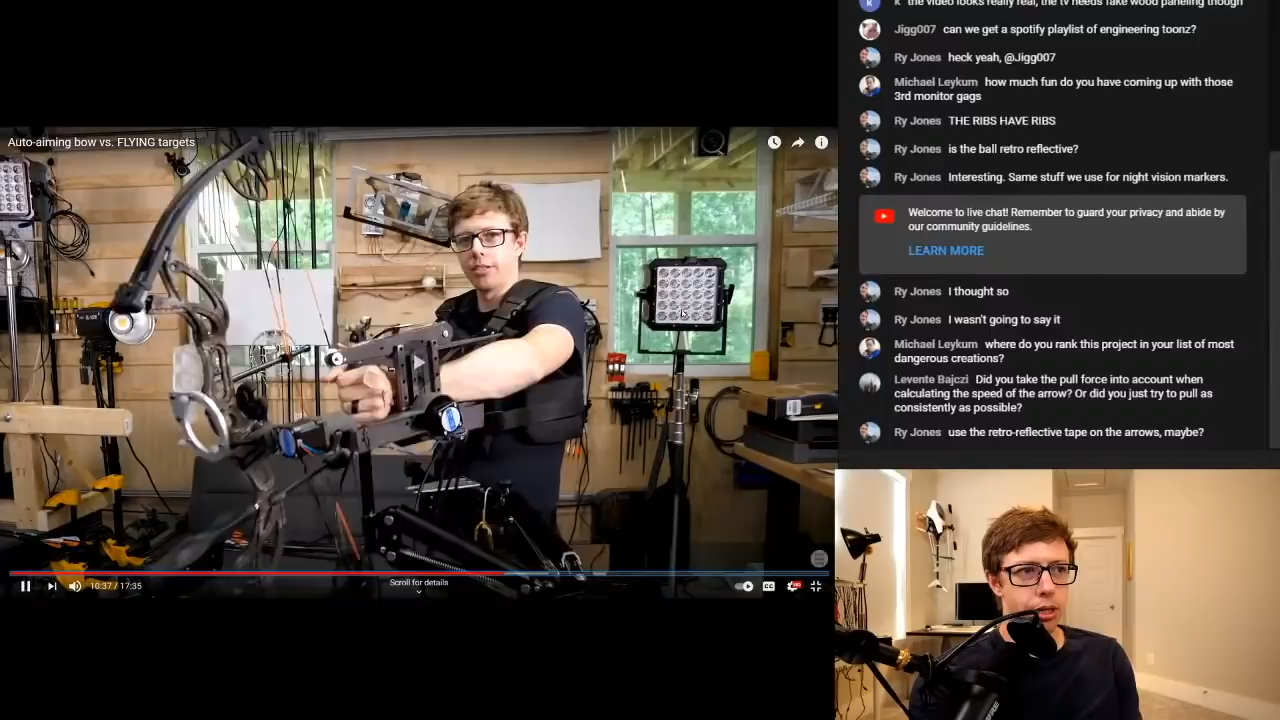 Auto-aiming bow vs. FLYING targets
10:37 / 17:35
Scroll for details
CC
HD
K the video looks really real, the tv needs fake wood paneling though
Jigg007 can we get a spotify playlist of engineering toonz?
Ry Jones heck yeah, @Jigg007
Michael Leykum how much fun do you have coming up with those
3rd monitor gags
Ry Jones THE RIBS HAVE RIBS
Ry Jones is the ball retro reflective?
Ry Jones Interesting. Same stuff we use for night vision markers.
Welcome to live chat! Remember to guard your privacy and abide by
our community guidelines.
LEARN MORE
Ry Jones I thought so
Ry Jones I wasn't going to say it
Michael Leykum where do you rank this project in your list of most
dangerous creations?
Levente Bajczi Did you take the pull force into account when
calculating the speed of the arrow? Or did you just try to pull as
consistently as possible?
Ry Jones use the retro-reflective tape on the arrows, maybe?